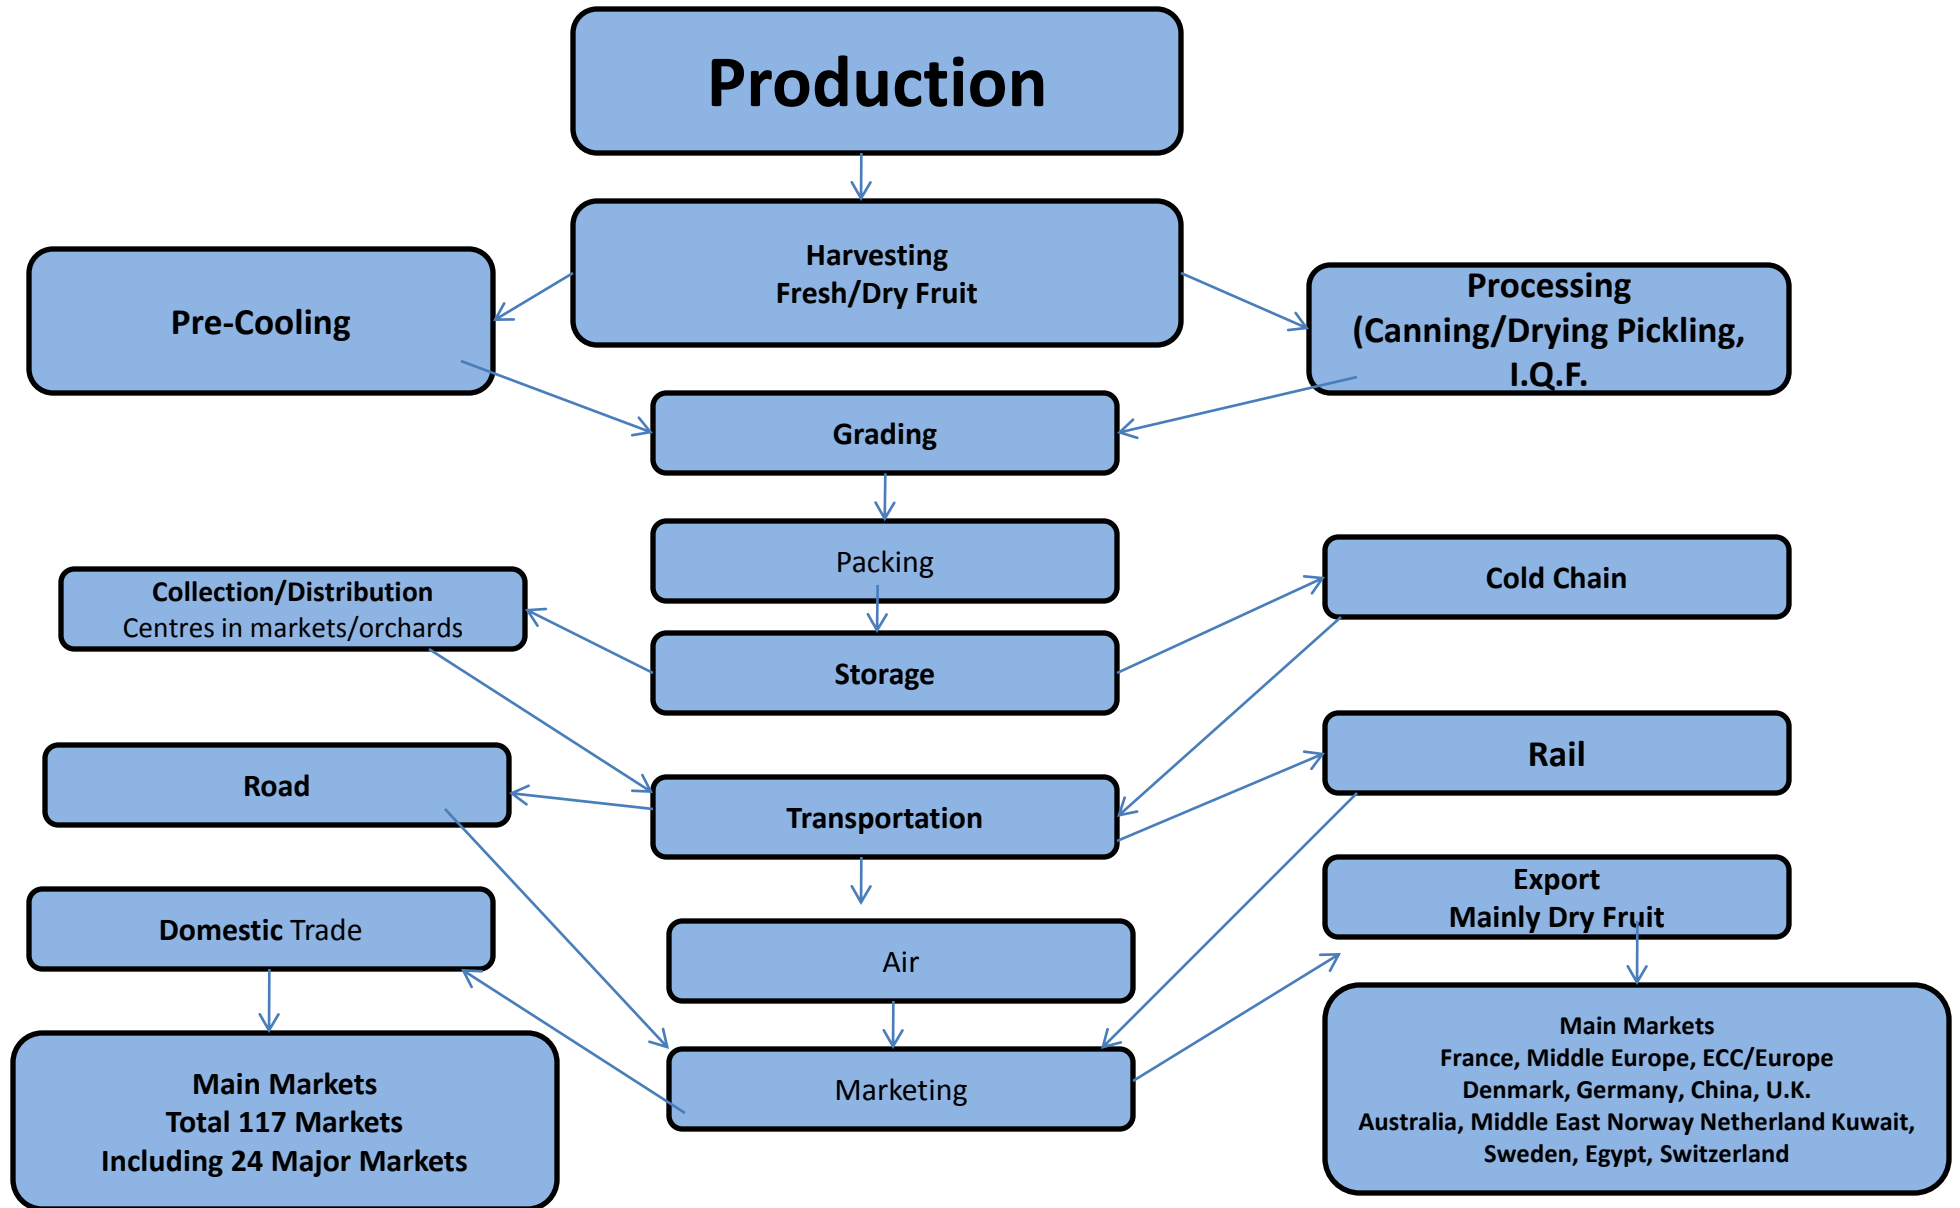 Production
Harvesting
Fresh/Dry Fruit
Pre-Cooling
Processing
(Canning/Drying Pickling,
I.Q.F.
Grading
Packing
Cold Chain
Collection/Distribution
Centres in markets/orchards
Storage
Rail
Road
Transportation
Export
Mainly Dry Fruit
Domestic Trade
Air
Main Markets
France, Middle Europe, ECC/Europe
Denmark, Germany, China, U.K.
Australia, Middle East Norway Netherland Kuwait,
Sweden, Egypt, Switzerland
Marketing
Main Markets
Total 117 Markets
Including 24 Major Markets